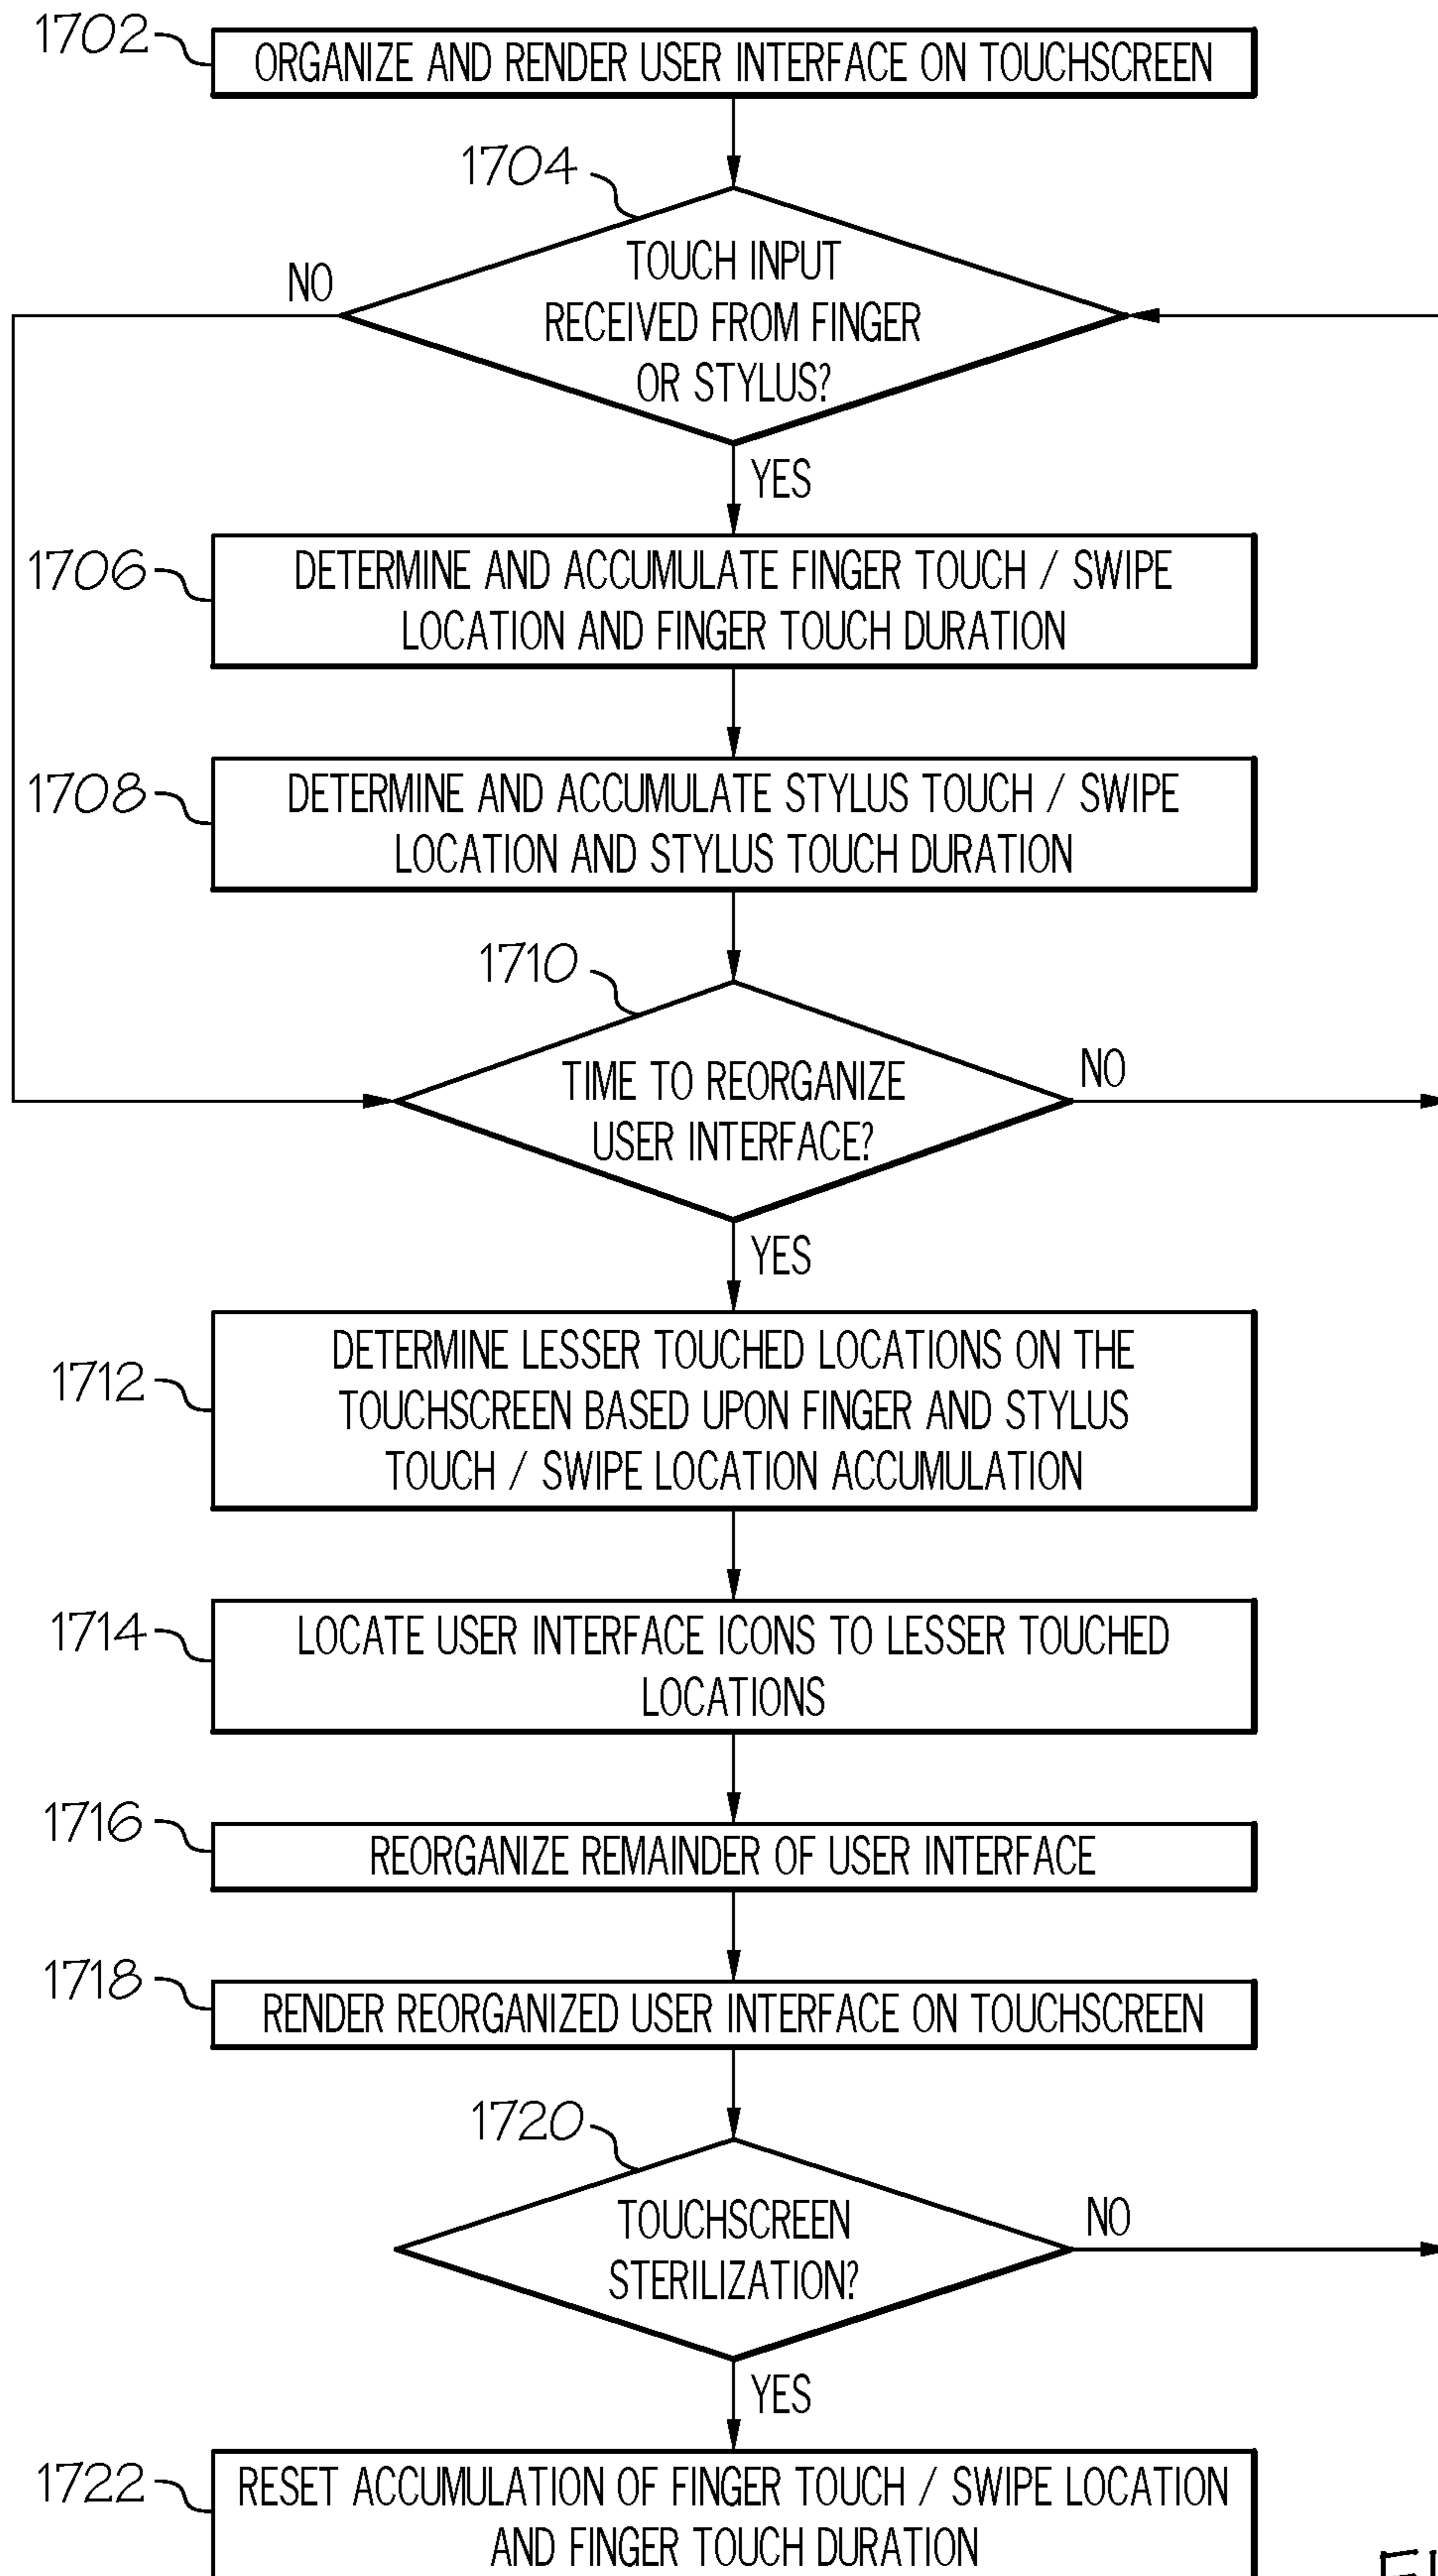 1702
ORGANIZE AND RENDER USER INTERFACE ON TOUCHSCREEN
1704
TOUCH INPUT
RECEIVED FROM FINGER
OR STYLUS?
NO
YES
1706
DETERMINE AND ACCUMULATE FINGER TOUCH / SWIPE
LOCATION AND FINGER TOUCH DURATION
1708
DETERMINE AND ACCUMULATE STYLUS TOUCH / SWIPE
LOCATION AND STYLUS TOUCH DURATION
1710
TIME TO REORGANIZE
USER INTERFACE?
NO
YES
1712
DETERMINE LESSER TOUCHED LOCATIONS ON THE
TOUCHSCREEN BASED UPON FINGER AND STYLUS
TOUCH / SWIPE LOCATION ACCUMULATION
1714
LOCATE USER INTERFACE ICONS TO LESSER TOUCHED
LOCATIONS
1716
REORGANIZE REMAINDER OF USER INTERFACE
1718
RENDER REORGANIZED USER INTERFACE ON TOUCHSCREEN
1720
TOUCHSCREEN
STERILIZATION?
NO
YES
1722
RESET ACCUMULATION OF FINGER TOUCH / SWIPE LOCATION
AND FINGER TOUCH DURATION